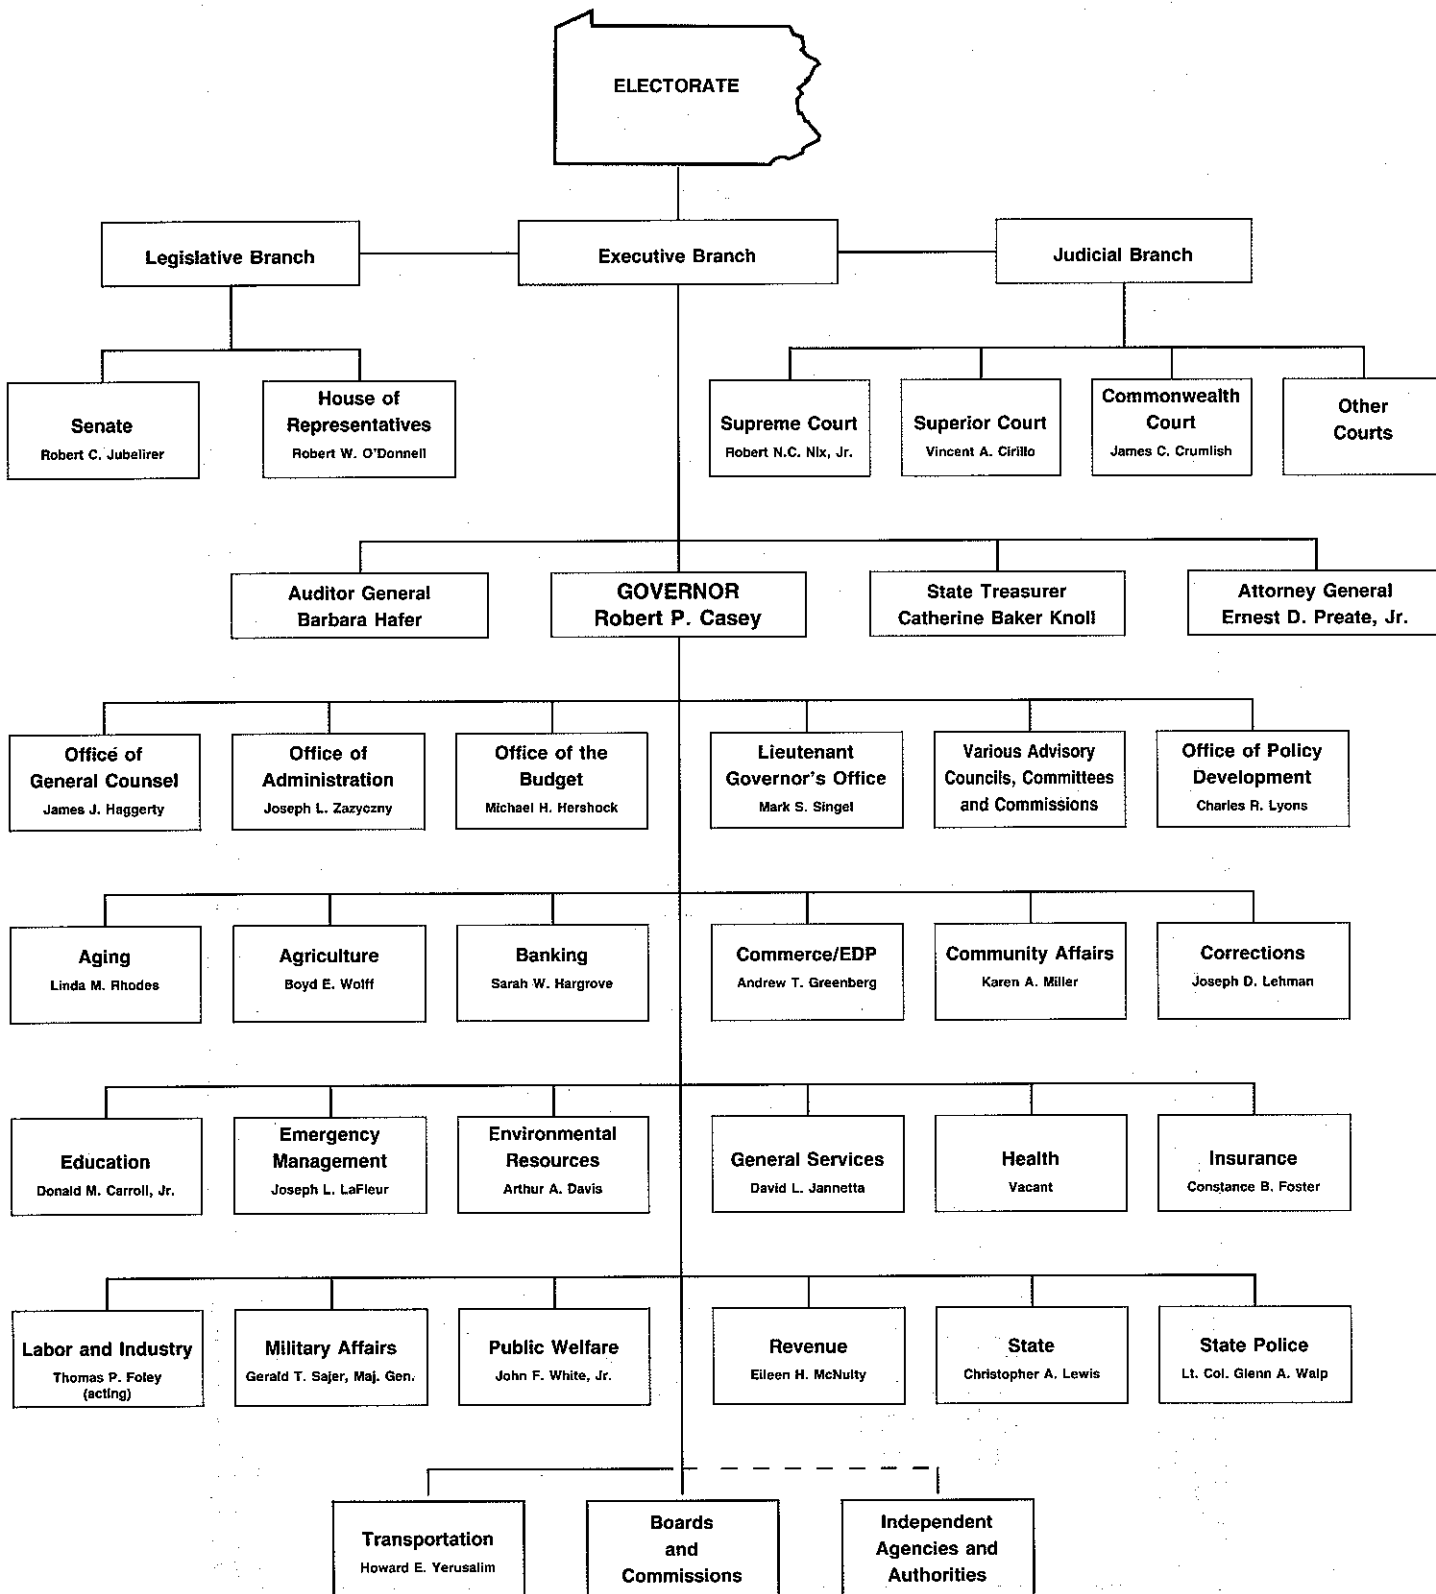 ELECTORATE
Legislative Branch
Executive Branch
Judicial Branch
Senate
Robert C. Jubelirer
House of
Representatives
Robert W. O'Donnell
Supreme Court
Robert N.C. Nix, Jr.
Superior Court
Vincent A. Cirillo
Commonwealth
Court
James C. Crumlish
Other
Courts
Auditor General
Barbara Hafer
GOVERNOR
Robert P. Casey
State Treasurer
Catherine Baker Knoll
Attorney General
Ernest D. Preate, Jr.
Office of
General Counsel
James J. Haggerty
Office of
Administration
Joseph L. Zazyczny
Office of the
Budget
Michael H. Hershock
Lieutenant
Governor's Office
Mark S. Singel
Various Advisory
Councils, Committees
and Commissions
Office of Policy
Development
Charles R. Lyons
Aging
Linda M. Rhodes
Agriculture
Boyd E. Wolff
Banking
Sarah W. Hargrove
Commerce/EDP
Andrew T. Greenberg
Community Affairs
Karen A. Miller
Corrections
Joseph D. Lehman
Education
Donald M. Carroll, Jr.
Emergency
Management
Joseph L. LaFleur
Environmental
Resources
Arthur A. Davis
General Services
David L. Jannetta
Health
Vacant
Insurance
Constance B. Foster
Labor and Industry
Thomas P. Foley
(acting)
Military Affairs
Gerald T. Sajer, Maj. Gen.
Public Welfare
John F. White, Jr.
Revenue
Eileen H. McNulty
State
Christopher A. Lewis
State Police
Lt. Col. Glenn A. Walp
Transportation
Howard E. Yerusalim
Boards
and
Commissions
Independent
Agencies and
Authorities